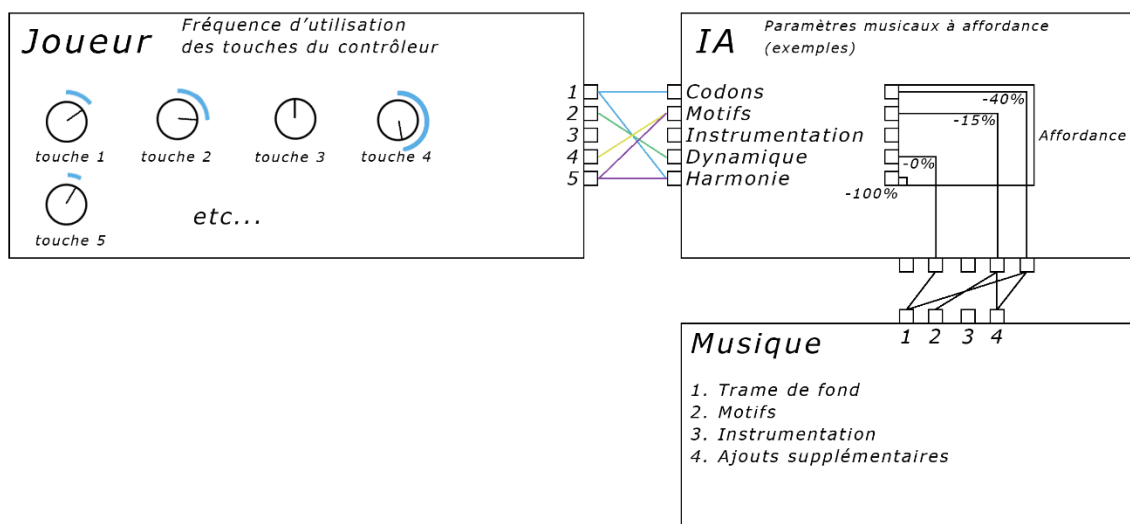 Joueur
Fréquence d'utilisation
des touches du contrôleur
touche 1
touche 2
touche 3
touche 4
touche 5
etc...
1
2
3
4
5
IA
Paramètres musicaux à affordance
(exemples)
Codons
Motifs
Instrumentation
Dynamique
Harmonie
-40%
-15%
-0%
-100%
Affordance
1 2 3 4
Musique
1. Trame de fond
2. Motifs
3. Instrumentation
4. Ajouts supplémentaires